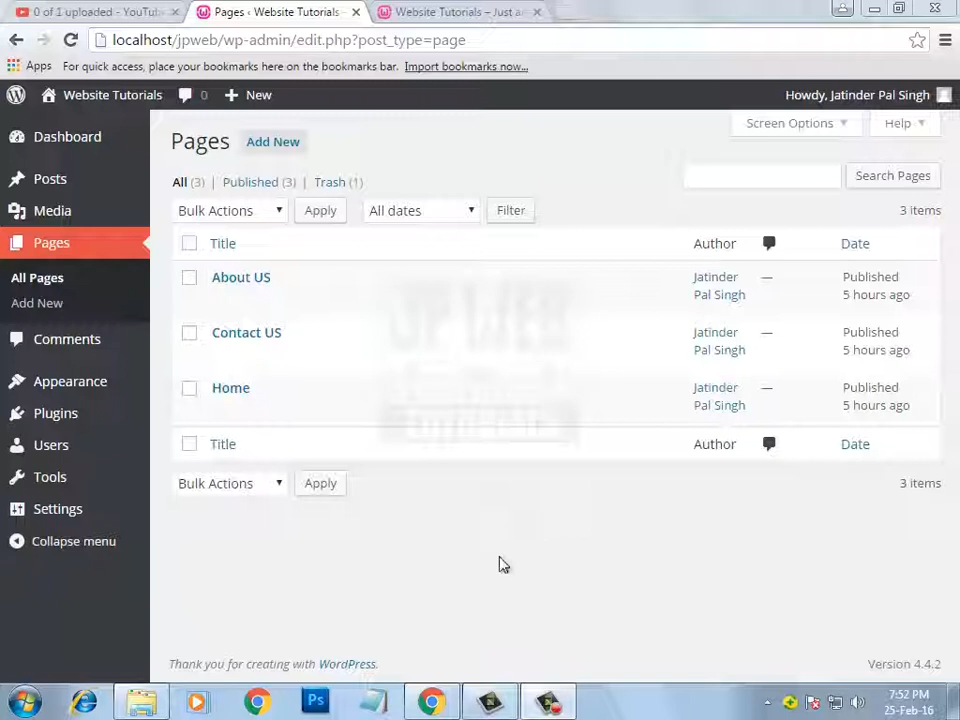 0 of 1 uploaded - YouTu
Pages ‹ Website Tutorials
Website Tutorials – Just a
localhost/jpweb/wp-admin/edit.php?post_type=page
Apps For quick access, place your bookmarks here on the bookmarks bar. Import bookmarks now...
Website Tutorials 0 New Howdy, Jatinder Pal Singh
Dashboard
Posts
Media
Pages
All Pages
Add New
Comments
Appearance
Plugins
Users
Tools
Settings
Collapse menu
Screen Options Help
Pages Add New
All (3) | Published (3) | Trash (1)
Search Pages
Bulk Actions Apply All dates Filter 3 items
Title Author Date
About US Jatinder Pal Singh — Published 5 hours ago
Contact US Jatinder Pal Singh — Published 5 hours ago
Home Jatinder Pal Singh — Published 5 hours ago
Title Author Date
Bulk Actions Apply 3 items
Thank you for creating with WordPress. Version 4.4.2
Ps
7:52 PM
25-Feb-16